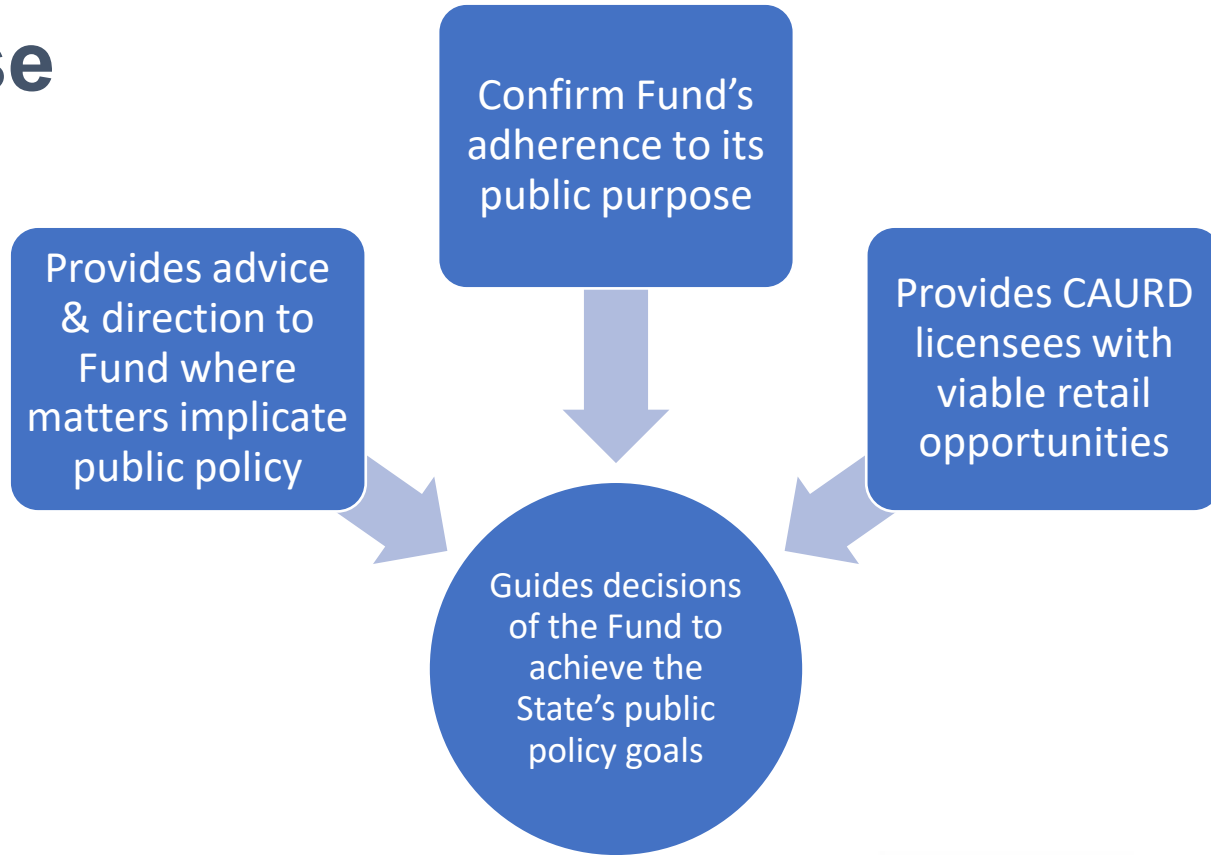 se
Confirm Fund's
adherence to its
public purpose
Provides advice
& direction to
Fund where
matters implicate
public policy
Provides CAURD
licensees with
viable retail
opportunities
Guides decisions
of the Fund to
achieve the
State's public
policy goals